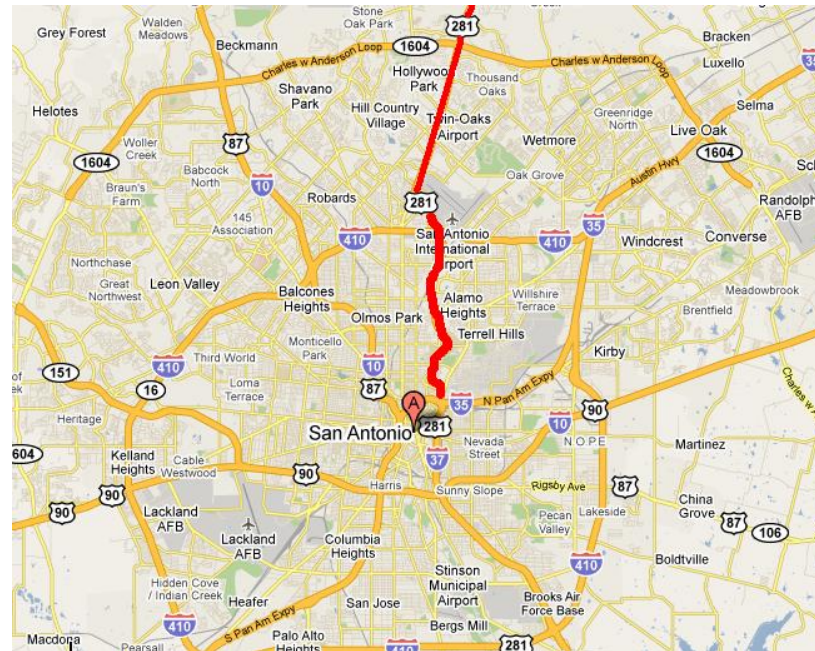 Stone
Oak Park
Grey Forest
Walden
Meadows
Beckmann
281
Bracken
1604
Charles w Anderson Loop
Hollywood
Park
Thousand
Oaks
Charles w Anderson Loop
35
Luxello
Shavano
Park
Hill Country
Village
Helotes
Twin-Oaks
Airport
Greenridge
North
Selma
Woller
Creek
87
Wetmore
Live Oak
1604
1604
Babcock
North
10
Braun's
Farm
Robards
281
Oak Grove
Austin Hwy
Randolph
AFB
145
Association
410
San Antonio
International
Airport
410
35
Windcrest
Converse
Northchase
Great
Northwest
Leon Valley
Balcones
Heights
Alamo
Heights
Willshire
Terrace
Meadowbrook
Brentfield
Olmos Park
Terrell Hills
Monticello
Park
410
Third World
10
Kirby
151
16
Loma
Terrace
87
N Pan Am Expy
35
90
Heritage
A
San Antonio
281
10
N O P E
Martinez
604
Kelland
Heights
Cable
Westwood
37
Nevada
Street
90
90
90
Harris
Sunny Slope
Rigsby Ave
87
Lackland
AFB
Pecan
Valley
Lakeside
China
Grove
87
106
Lackland
AFB
Columbia
Heights
Boldtville
Stinson
Municipal
Airport
410
Hidden Cove
/ Indian Creek
Heafer
San Jose
Brooks Air
Force Base
S Pan Am Expy
Macdona
Pearsall
410
Palo Alto
Heights
410
Bergs Mill
281